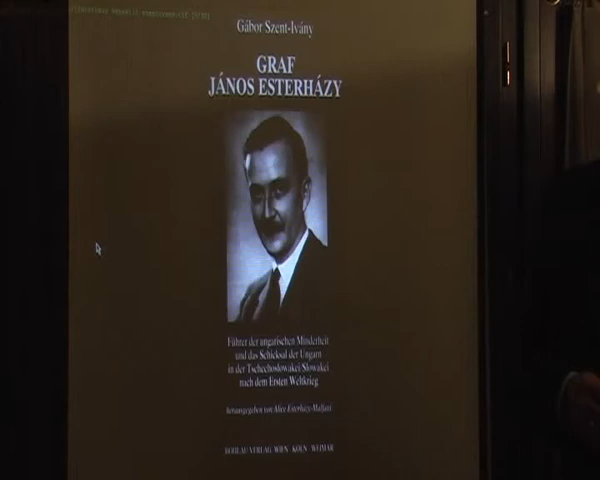 Gábor Szent-Ivány
GRAF
JÁNOS ESTERHÁZY
Führer der ungarischen Minderheit
und das Schicksal der Ungarn
in der Tschechoslowakei/Slowakei
nach dem Ersten Weltkrieg
herausgegeben von Alice Esterházy-Malfatti
BÖHLAU VERLAG WIEN KÖLN WEIMAR